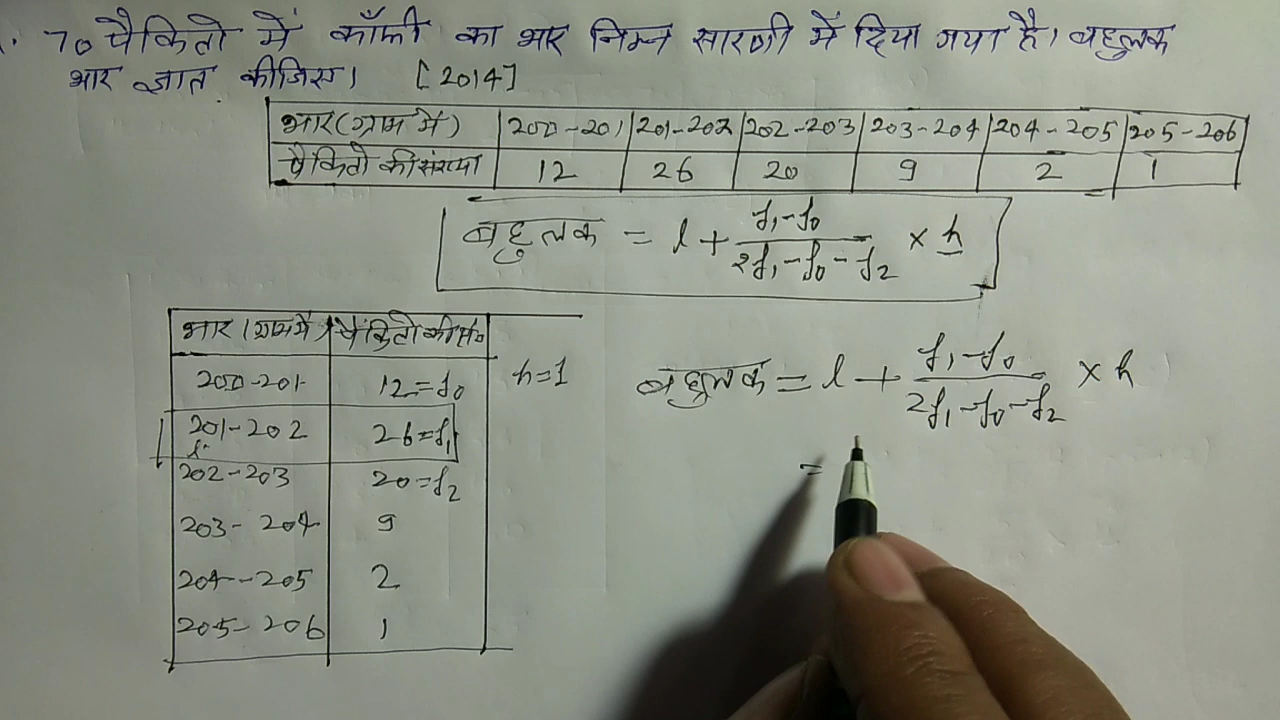 70 पैकितो में कॉफी का भार निम्न सारणी में दिया गया है। बहुलक
भार ज्ञात कीजिए। [2014]
भार(ग्राम में) 200-201 201-202 202-203 203-204 204-205 205-206
पैकितो की संख्या 12 26 20 9 2 1
बहुलक = l + (f₁-f₀)/(2f₁-f₀-f₂) × h
भार (ग्राम में) पैकितो की सं०
200-201 12=f₀ h=1
201-202 26=f₁
l
202-203 20=f₂
203-204 9
204-205 2
205-206 1
बहुलक = l + (f₁-f₀)/(2f₁-f₀-f₂) × h
=